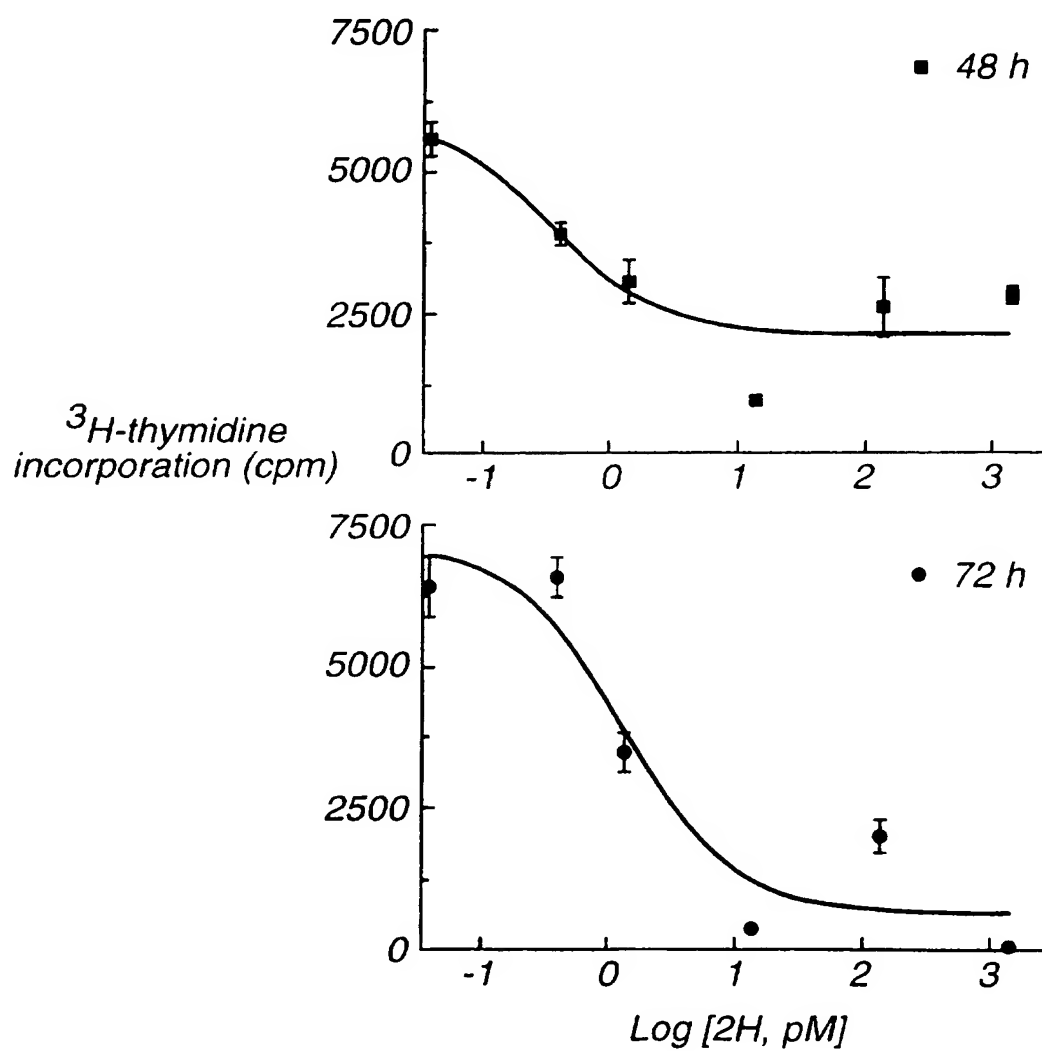 7500
■ 48 h
5000
2500
0
-1 0 1 2 3
³H-thymidine
incorporation (cpm)
7500
● 72 h
5000
2500
0
-1 0 1 2 3
Log [2H, pM]